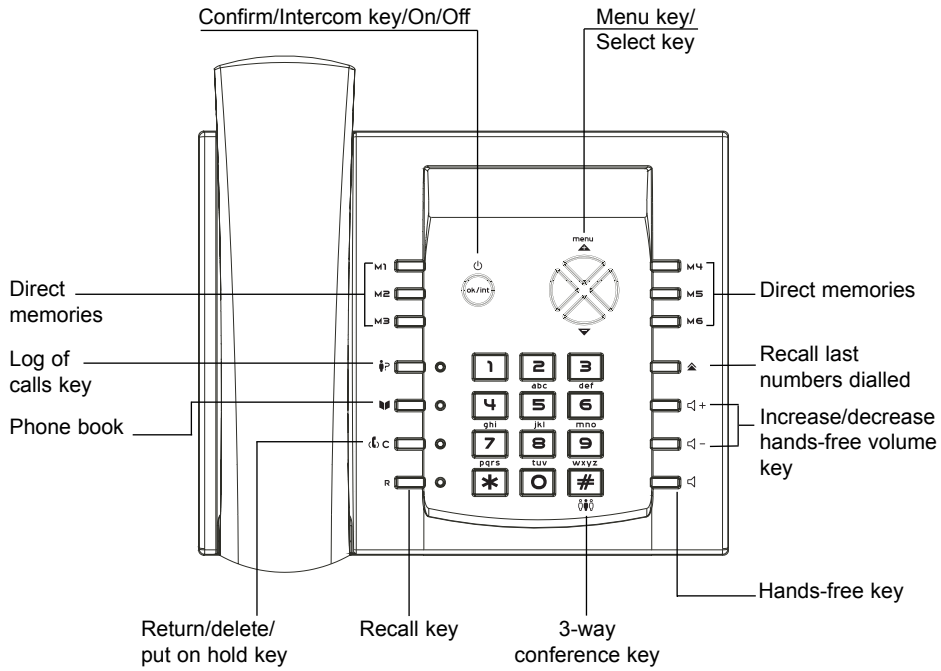 Confirm/Intercom key/On/Off
Menu key/
Select key
menu
M1
M2
M3
ok/int
M4
M5
M6
Direct
memories
Direct memories
Log of
calls key
P
Recall last
numbers dialled
1
2
3
abc
def
Phone book
4
5
6
+
Increase/decrease
hands-free volume
key
ghi
jkl
mno
C
7
8
9
-
pqrs
tuv
wxyz
R
*
0
#
Hands-free key
Return/delete/
put on hold key
Recall key
3-way
conference key